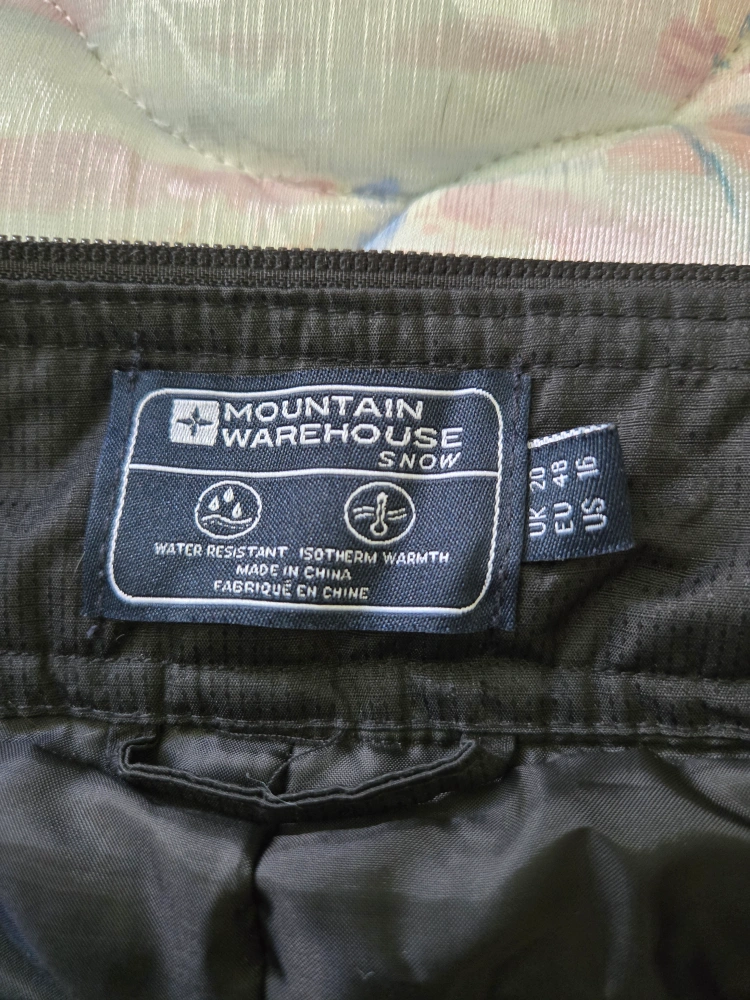 MOUNTAIN
WAREHOUSE
SNOW
WATER RESISTANT ISOTHERM WARMTH
MADE IN CHINA
FABRIQUÉ EN CHINE
UK 20
EU 48
US 16